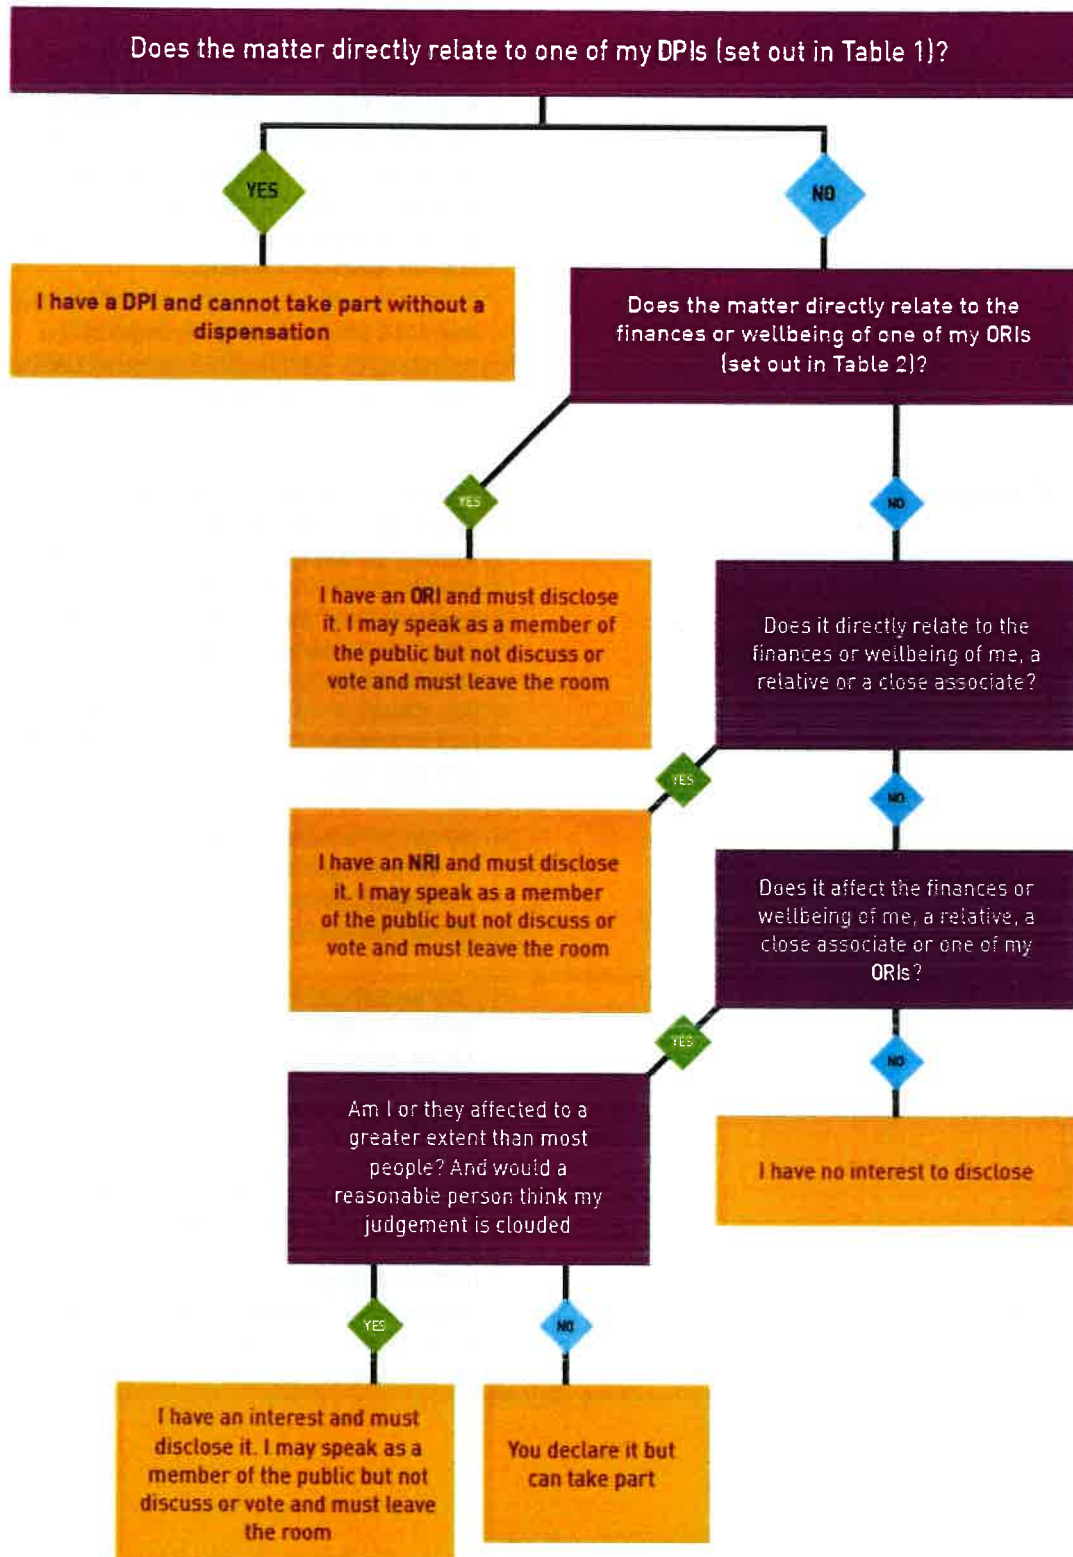 Does the matter directly relate to one of my DPIs (set out in Table 1)?
YES
NO
I have a DPI and cannot take part without a
dispensation
Does the matter directly relate to the
finances or wellbeing of one of my ORIs
(set out in Table 2)?
YES
NO
I have an ORI and must disclose
it. I may speak as a member of
the public but not discuss or
vote and must leave the room
Does it directly relate to the
finances or wellbeing of me, a
relative or a close associate?
YES
NO
I have an NRI and must disclose
it. I may speak as a member
of the public but not discuss or
vote and must leave the room
Does it affect the finances or
wellbeing of me, a relative, a
close associate or one of my
ORIs?
YES
NO
Am I or they affected to a
greater extent than most
people? And would a
reasonable person think my
judgement is clouded
I have no interest to disclose
YES
NO
I have an interest and must
disclose it. I may speak as a
member of the public but not
discuss or vote and must leave
the room
You declare it but
can take part